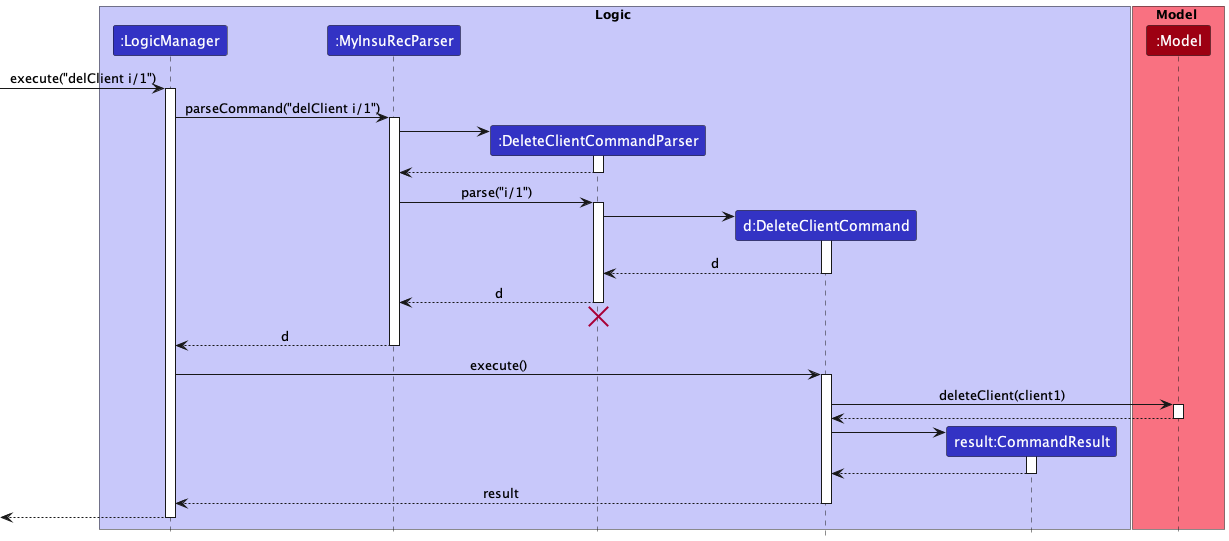 Logic
Model
:LogicManager
:MyInsuRecParser
:Model
execute("delClient i/1")
parseCommand("delClient i/1")
:DeleteClientCommandParser
parse("i/1")
d:DeleteClientCommand
d
d
d
execute()
deleteClient(client1)
result:CommandResult
result